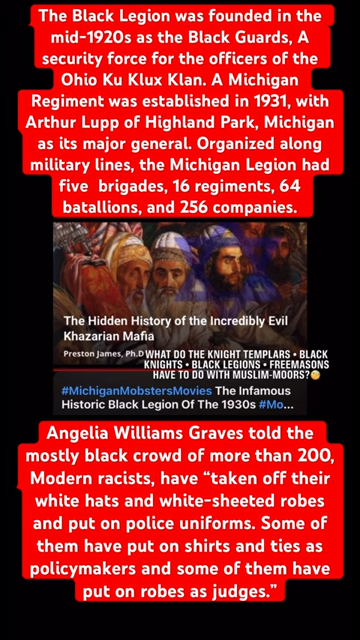 The Black Legion was founded in the
mid-1920s as the Black Guards, A
security force for the officers of the
Ohio Ku Klux Klan. A Michigan
Regiment was established in 1931, with
Arthur Lupp of Highland Park, Michigan
as its major general. Organized along
military lines, the Michigan Legion had
five brigades, 16 regiments, 64
batallions, and 256 companies.
The Hidden History of the Incredibly Evil
Khazarian Mafia
Preston James, Ph.D
WHAT DO THE KNIGHT TEMPLARS • BLACK
KNIGHTS • BLACK LEGIONS • FREEMASONS
HAVE TO DO WITH MUSLIM-MOORS?🤔
#MichiganMobstersMovies The Infamous
Historic Black Legion Of The 1930s #Mo...
Angelia Williams Graves told the
mostly black crowd of more than 200,
Modern racists, have “taken off their
white hats and white-sheeted robes
and put on police uniforms. Some of
them have put on shirts and ties as
policymakers and some of them have
put on robes as judges.”